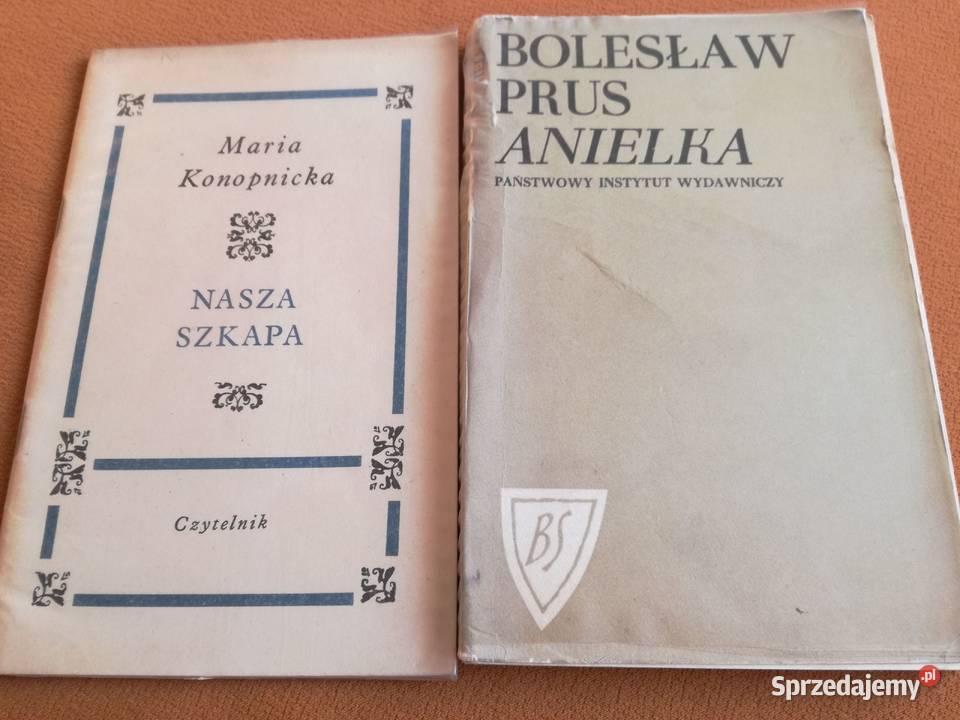 Maria
Konopnicka
NASZA
SZKAPA
Czytelnik
BOLESŁAW
PRUS
ANIELKA
PAŃSTWOWY INSTYTUT WYDAWNICZY
BS
Sprzedajemy.pl